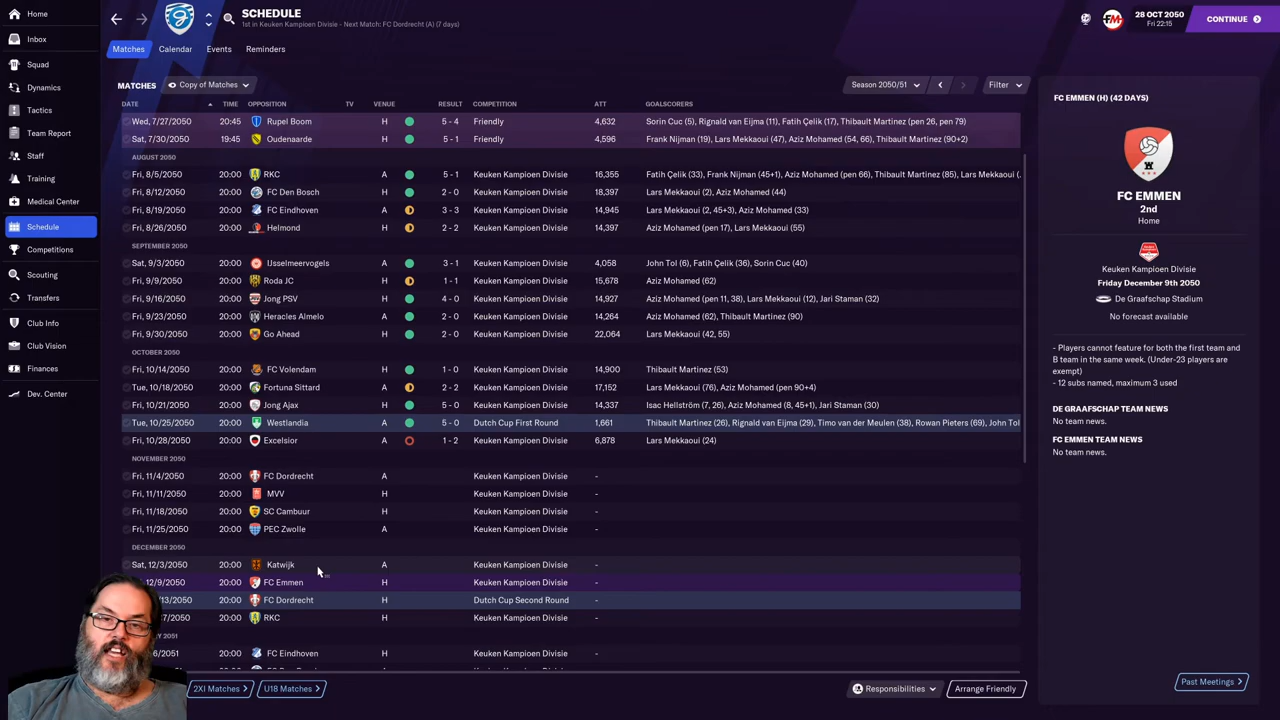 Home
SCHEDULE
1st in Keuken Kampioen Divisie - Next Match: FC Dordrecht (A) (7 days)
FM
28 OCT 2050
Fri 22:15
CONTINUE
Inbox
Squad
Dynamics
Tactics
Team Report
Staff
Training
Medical Center
Schedule
Competitions
Scouting
Transfers
Club Info
Club Vision
Finances
Dev. Center
Matches Calendar Events Reminders
MATCHES Copy of Matches Season 2050/51 Filter
DATE TIME OPPOSITION TV VENUE RESULT COMPETITION ATT GOALSCORERS
Wed, 7/27/2050 20:45 Rupel Boom H 5 - 4 Friendly 4,632 Sorin Cuc (5), Rignald van Eijma (11), Fatih Çelik (17), Thibault Martinez (pen 26, pen 79)
Sat, 7/30/2050 19:45 Oudenaarde H 5 - 1 Friendly 4,596 Frank Nijman (19), Lars Mekkaoui (47), Aziz Mohamed (54, 66), Thibault Martinez (90+2)
AUGUST 2050
Fri, 8/5/2050 20:00 RKC A 5 - 1 Keuken Kampioen Divisie 16,355 Fatih Çelik (33), Frank Nijman (45+1), Aziz Mohamed (pen 66), Thibault Martinez (85), Lars Mekkaoui (.
Fri, 8/12/2050 20:00 FC Den Bosch H 2 - 0 Keuken Kampioen Divisie 18,397 Lars Mekkaoui (2), Aziz Mohamed (44)
Fri, 8/19/2050 20:00 FC Eindhoven A 3 - 3 Keuken Kampioen Divisie 14,945 Lars Mekkaoui (2, 45+3), Aziz Mohamed (33)
Fri, 8/26/2050 20:00 Helmond H 2 - 2 Keuken Kampioen Divisie 14,397 Aziz Mohamed (pen 17), Lars Mekkaoui (55)
SEPTEMBER 2050
Sat, 9/3/2050 20:00 IJsselmeervogels A 3 - 1 Keuken Kampioen Divisie 4,058 John Tol (6), Fatih Çelik (36), Sorin Cuc (40)
Fri, 9/9/2050 20:00 Roda JC H 1 - 1 Keuken Kampioen Divisie 15,678 Aziz Mohamed (62)
Fri, 9/16/2050 20:00 Jong PSV H 4 - 0 Keuken Kampioen Divisie 14,927 Aziz Mohamed (pen 11, 38), Lars Mekkaoui (12), Jari Staman (32)
Fri, 9/23/2050 20:00 Heracles Almelo A 2 - 0 Keuken Kampioen Divisie 14,264 Aziz Mohamed (62), Thibault Martinez (90)
Fri, 9/30/2050 20:00 Go Ahead H 2 - 0 Keuken Kampioen Divisie 22,064 Lars Mekkaoui (42, 55)
OCTOBER 2050
Fri, 10/14/2050 20:00 FC Volendam H 1 - 0 Keuken Kampioen Divisie 14,900 Thibault Martinez (53)
Tue, 10/18/2050 20:00 Fortuna Sittard A 2 - 2 Keuken Kampioen Divisie 17,152 Lars Mekkaoui (76), Aziz Mohamed (pen 90+4)
Fri, 10/21/2050 20:00 Jong Ajax H 5 - 0 Keuken Kampioen Divisie 14,337 Isac Hellström (7, 26), Aziz Mohamed (8, 45+1), Jari Staman (30)
Tue, 10/25/2050 20:00 Westlandia A 5 - 0 Dutch Cup First Round 1,661 Thibault Martinez (26), Rignald van Eijma (29), Timo van der Meulen (38), Rowan Pieters (69), John Tol
Fri, 10/28/2050 20:00 Excelsior A 1 - 2 Keuken Kampioen Divisie 6,878 Lars Mekkaoui (24)
NOVEMBER 2050
Fri, 11/4/2050 20:00 FC Dordrecht A Keuken Kampioen Divisie -
Fri, 11/11/2050 20:00 MVV H Keuken Kampioen Divisie -
Fri, 11/18/2050 20:00 SC Cambuur H Keuken Kampioen Divisie -
Fri, 11/25/2050 20:00 PEC Zwolle A Keuken Kampioen Divisie -
DECEMBER 2050
Sat, 12/3/2050 20:00 Katwijk A Keuken Kampioen Divisie -
12/9/2050 20:00 FC Emmen H Keuken Kampioen Divisie -
13/2050 20:00 FC Dordrecht H Dutch Cup Second Round -
7/2050 20:00 RKC H Keuken Kampioen Divisie -
Y 2051
6/2051 20:00 FC Eindhoven H Keuken Kampioen Divisie -
2XI Matches U18 Matches Responsibilities Arrange Friendly
FC EMMEN (H) (42 DAYS)
FC EMMEN
2nd
Home
Keuken Kampioen Divisie
Friday December 9th 2050
De Graafschap Stadium
No forecast available
- Players cannot feature for both the first team and
B team in the same week. (Under-23 players are
exempt)
- 12 subs named, maximum 3 used
DE GRAAFSCHAP TEAM NEWS
No team news.
FC EMMEN TEAM NEWS
No team news.
Past Meetings